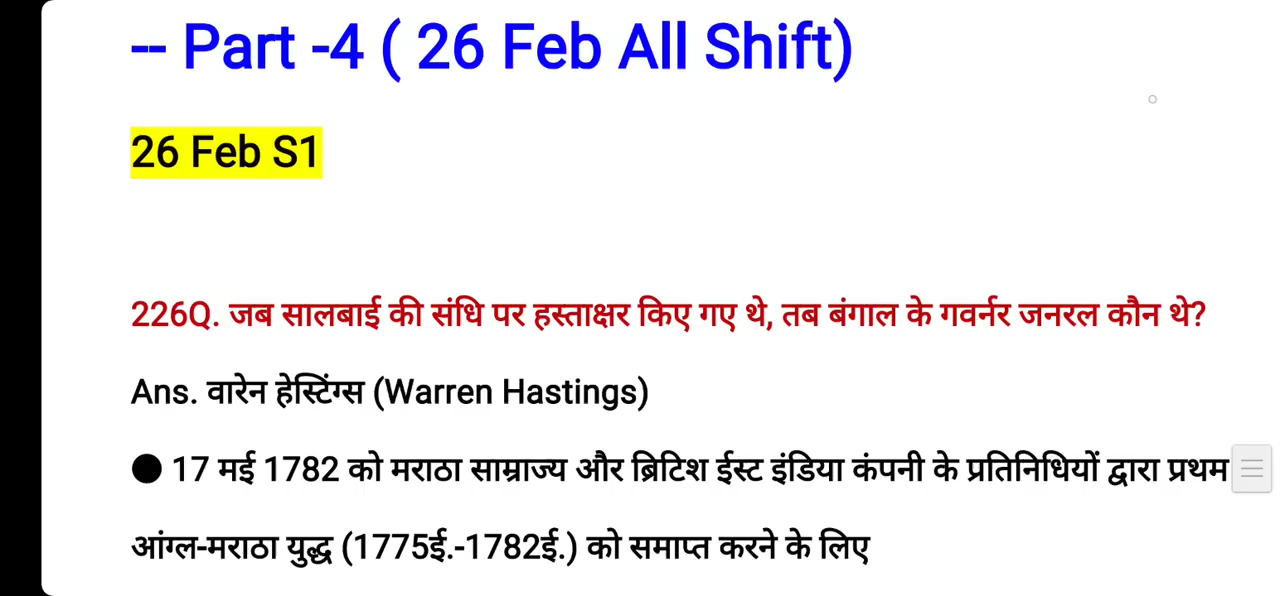 -- Part -4 ( 26 Feb All Shift)
26 Feb S1
226Q. जब सालबाई की संधि पर हस्ताक्षर किए गए थे, तब बंगाल के गवर्नर जनरल कौन थे?
Ans. वारेन हेस्टिंग्स (Warren Hastings)
● 17 मई 1782 को मराठा साम्राज्य और ब्रिटिश ईस्ट इंडिया कंपनी के प्रतिनिधियों द्वारा प्रथम
आंग्ल-मराठा युद्ध (1775ई.-1782ई.) को समाप्त करने के लिए